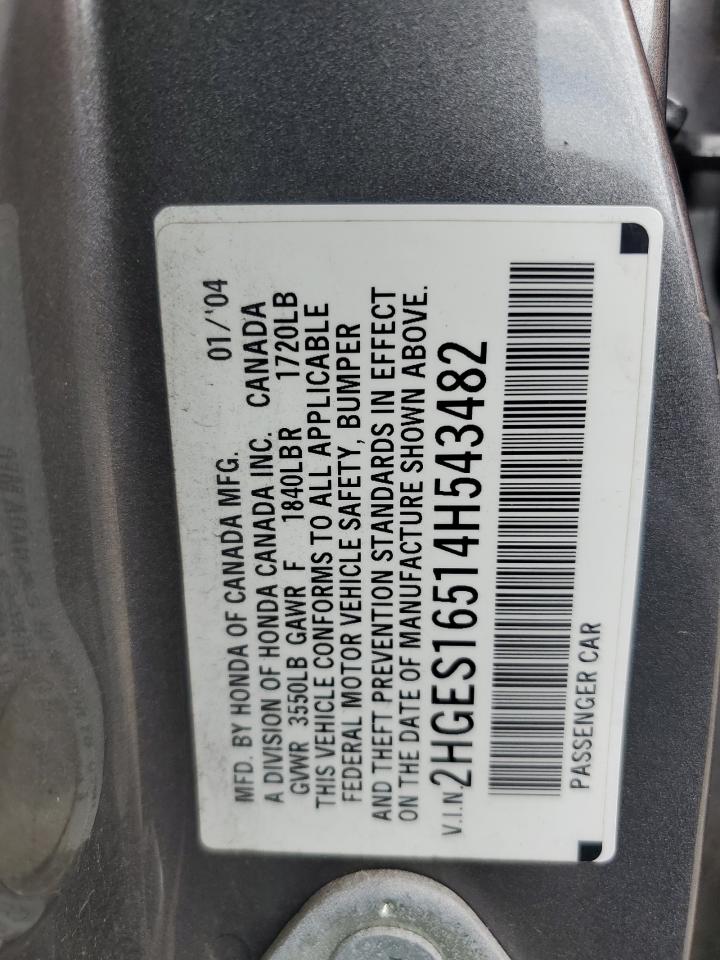 MFD. BY HONDA OF CANADA MFG. 01/'04
A DIVISION OF HONDA CANADA INC. CANADA
GVWR 3550LB GAWR F 1840LBR 1720LB
THIS VEHICLE CONFORMS TO ALL APPLICABLE
FEDERAL MOTOR VEHICLE SAFETY, BUMPER
AND THEFT PREVENTION STANDARDS IN EFFECT
ON THE DATE OF MANUFACTURE SHOWN ABOVE.
V.I.N. 2HGES16514H543482
PASSENGER CAR